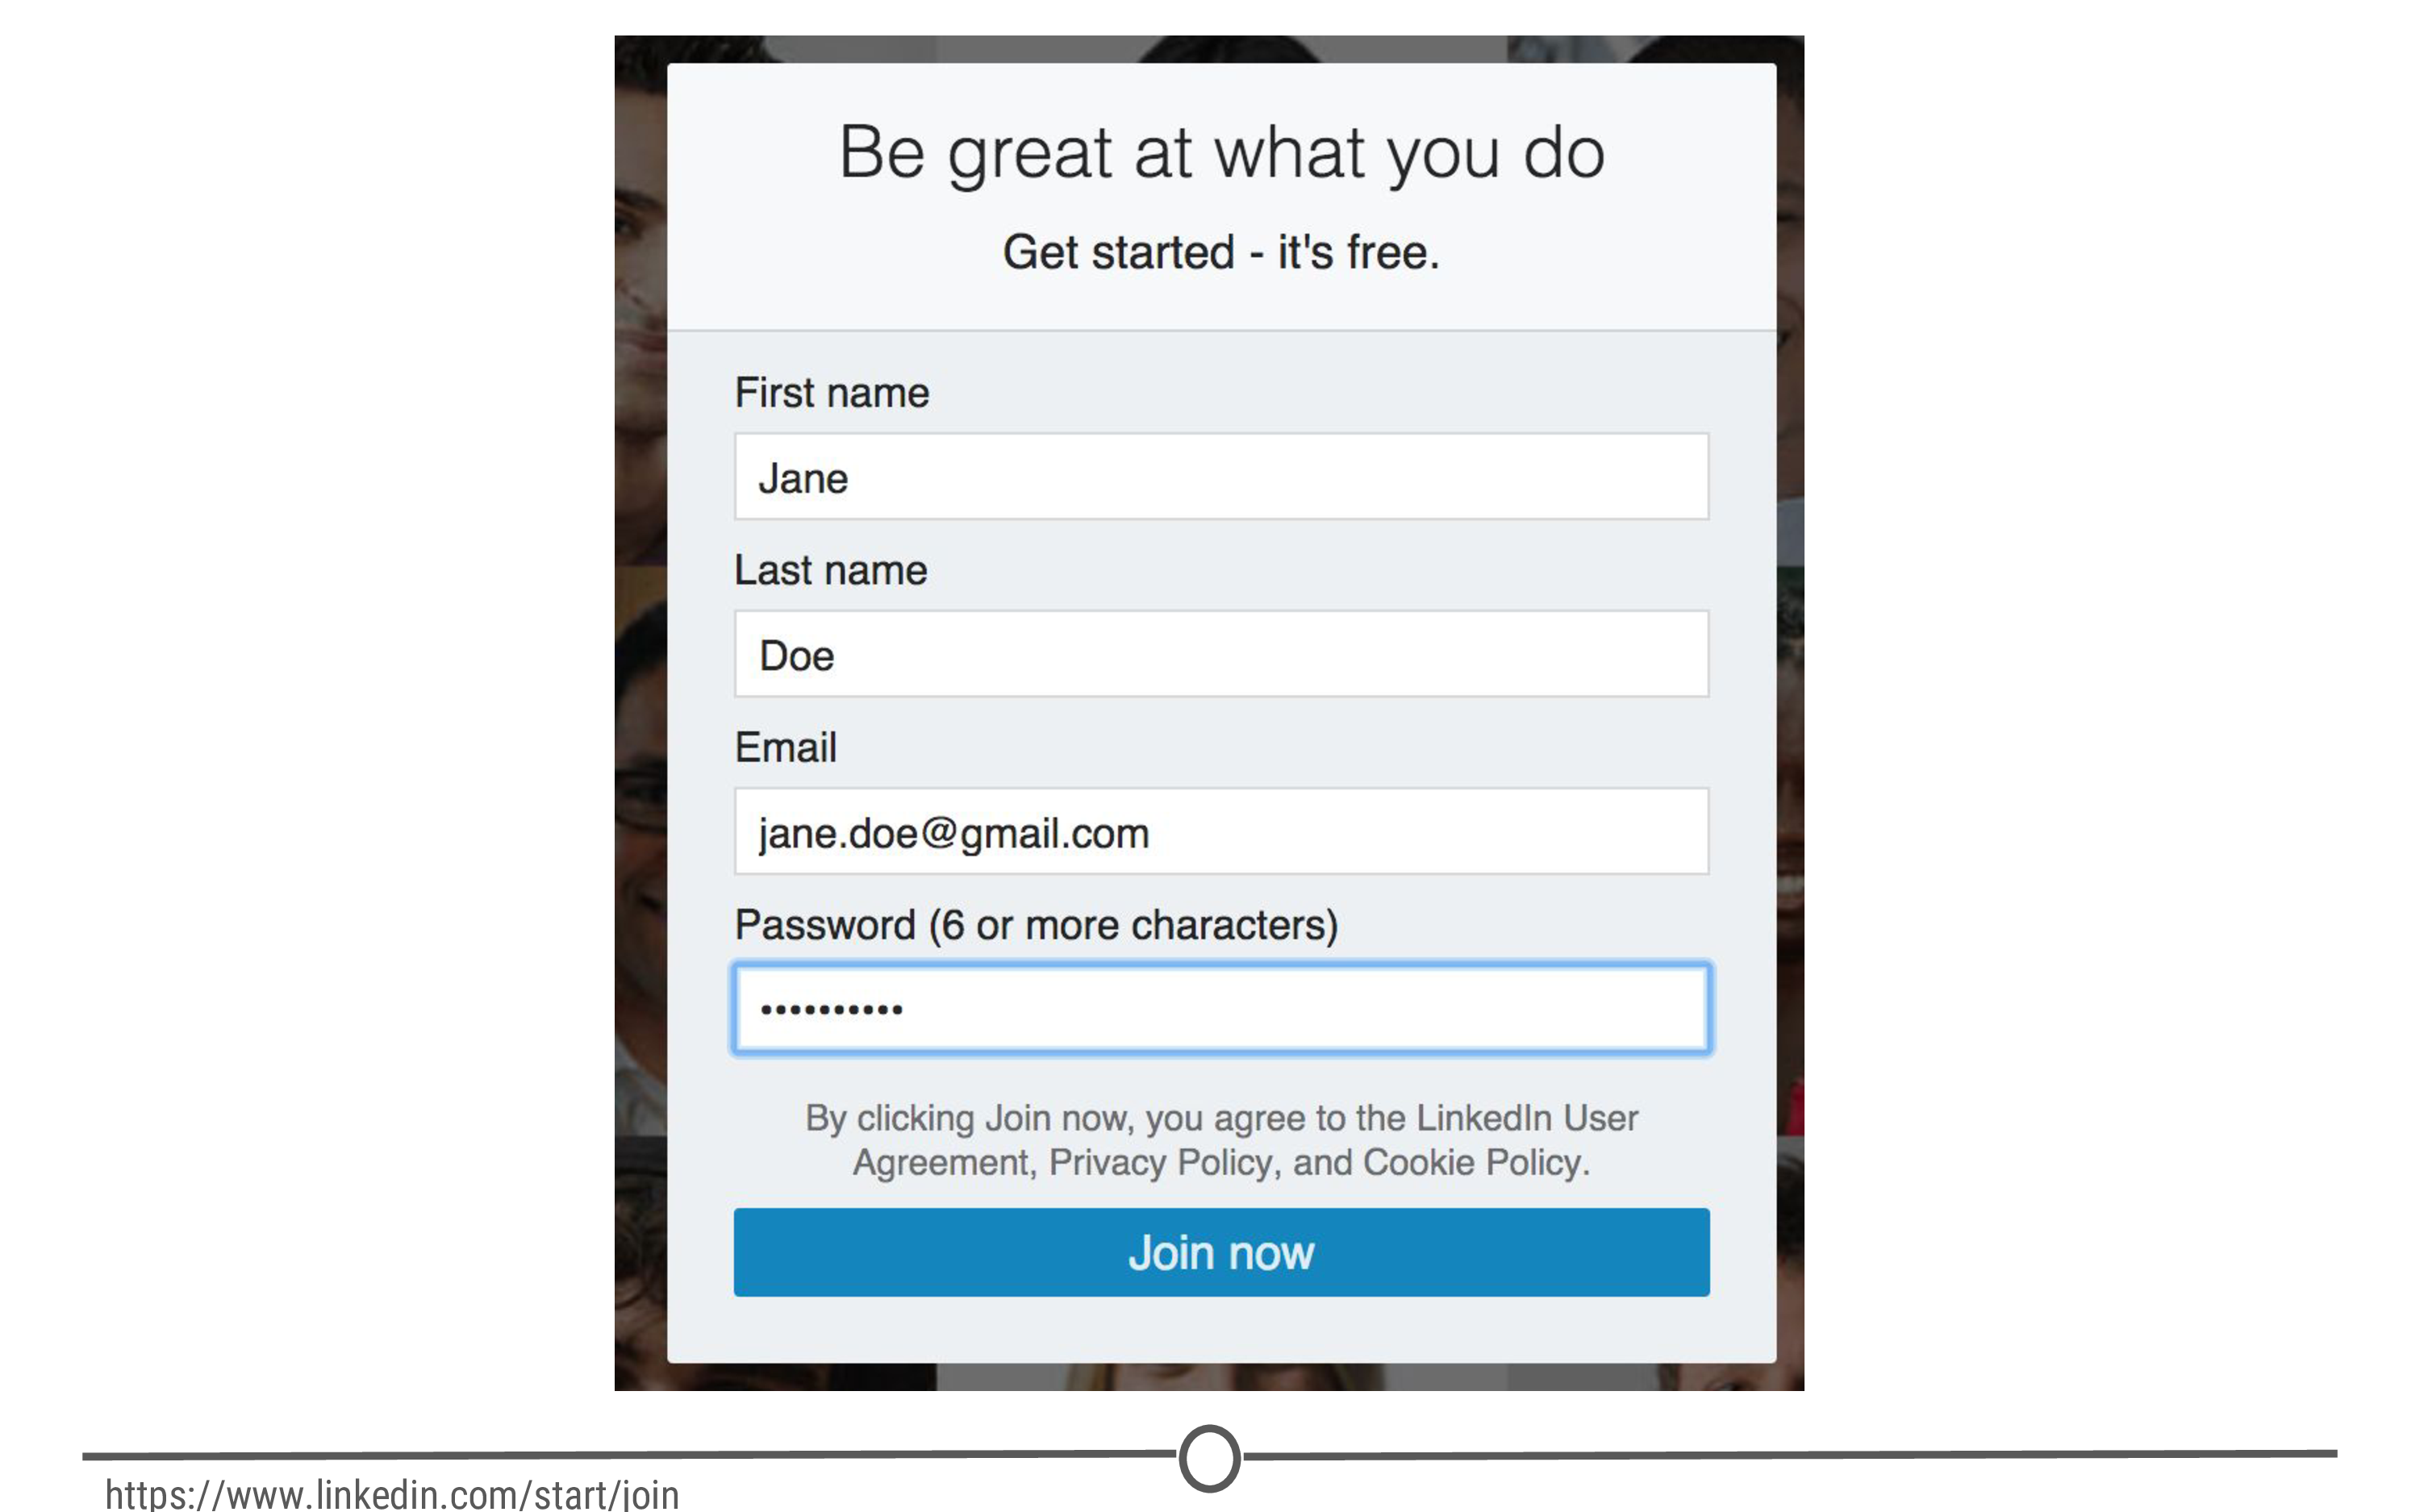 Be great at what you do
Get started - it's free.
First name
Jane
Last name
Doe
Email
jane.doe@gmail.com
Password (6 or more characters)
••••••••••
By clicking Join now, you agree to the LinkedIn User
Agreement, Privacy Policy, and Cookie Policy.
Join now
https://www.linkedin.com/start/join